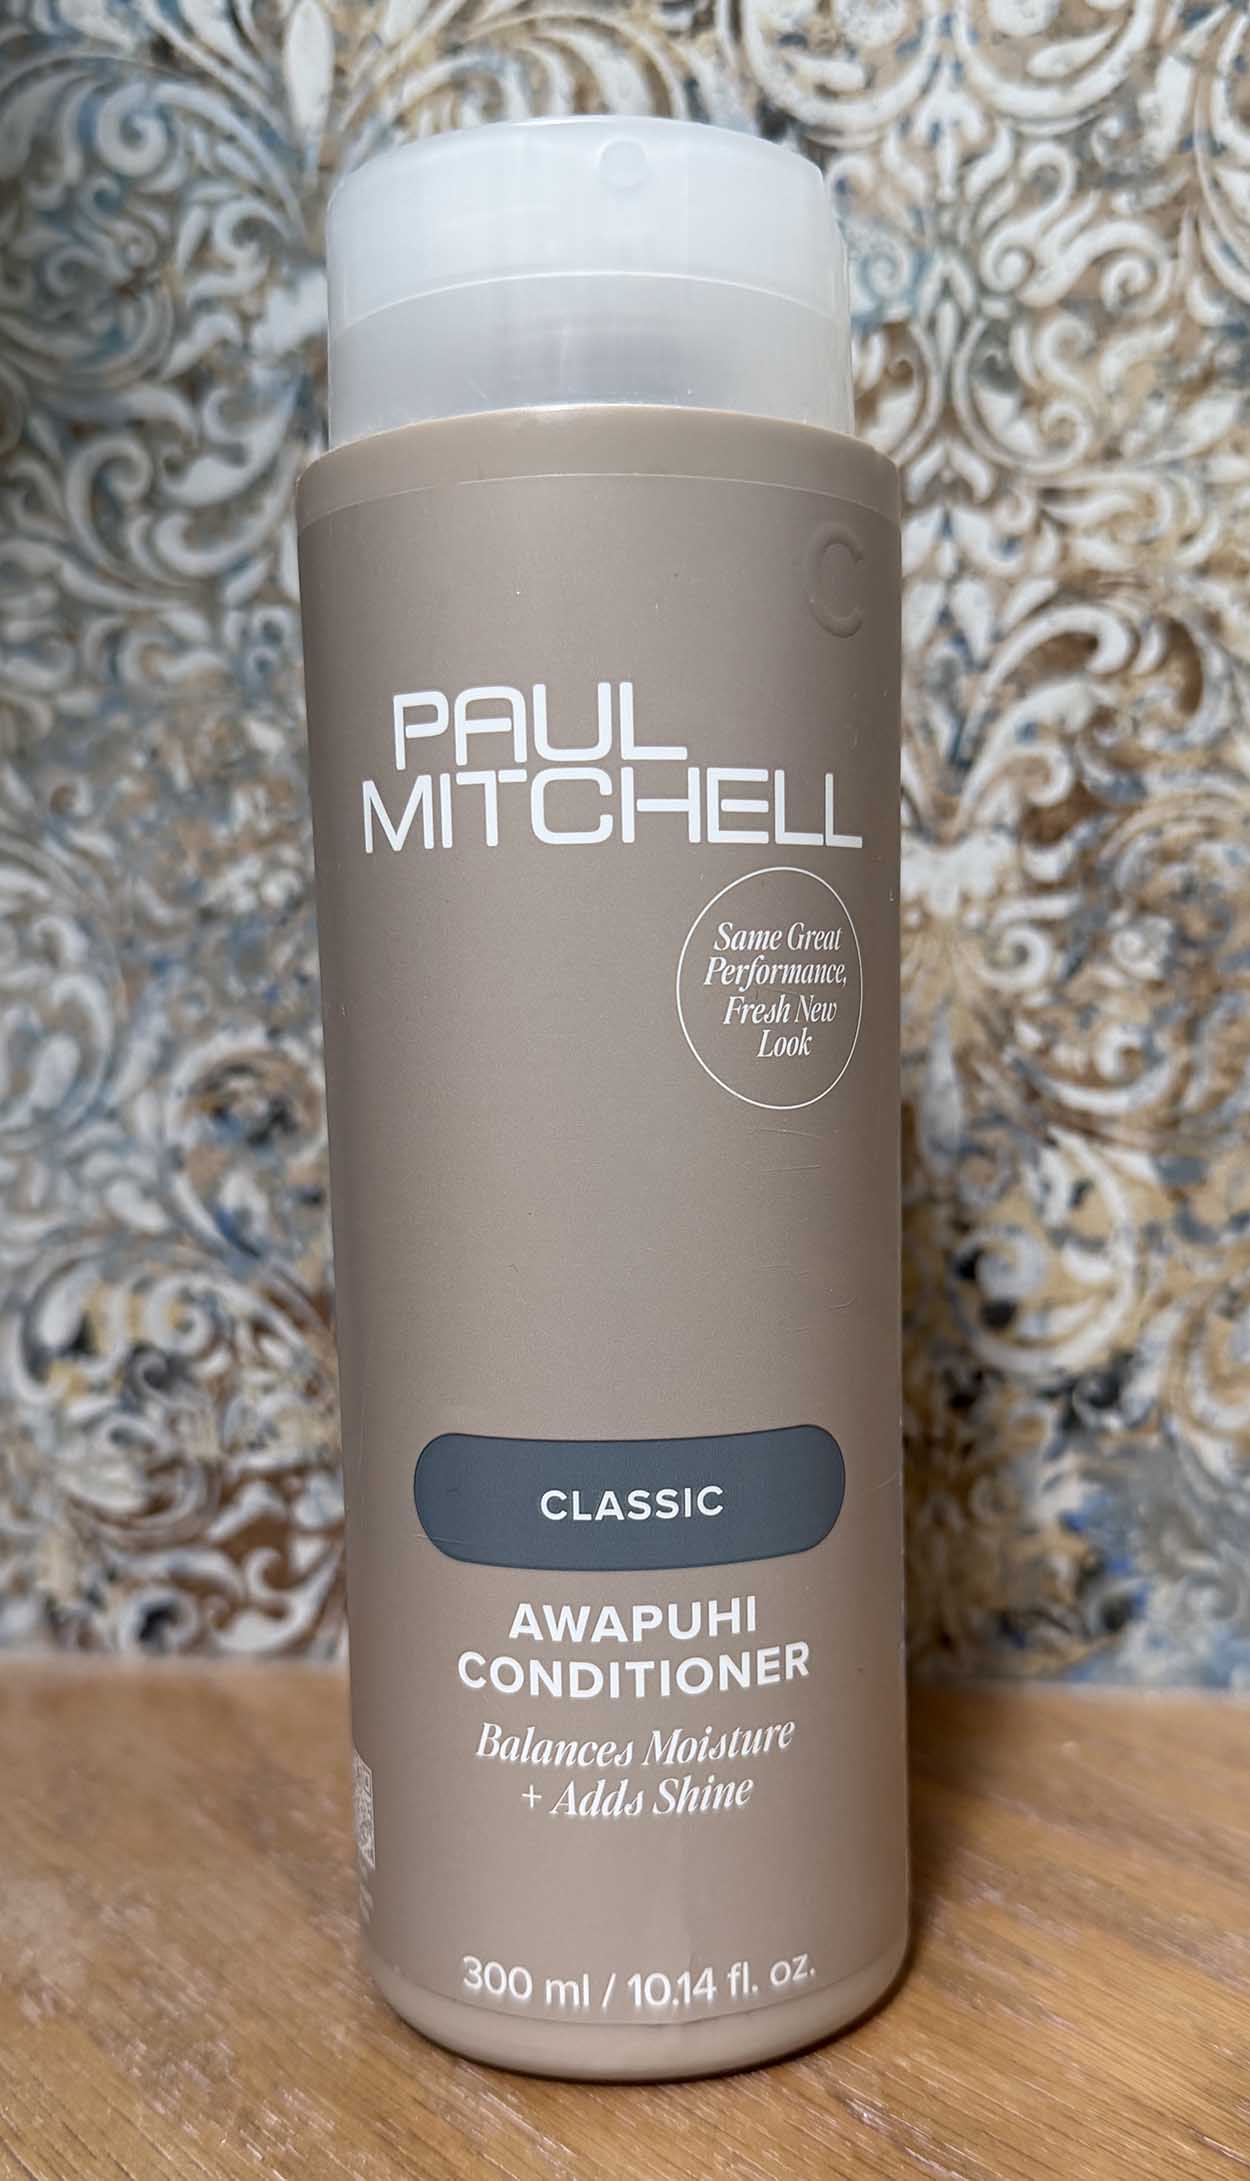 C
PAUL
MITCHELL
Same Great
Performance,
Fresh New
Look
CLASSIC
AWAPUHI
CONDITIONER
Balances Moisture
+ Adds Shine
300 ml / 10.14 fl. oz.